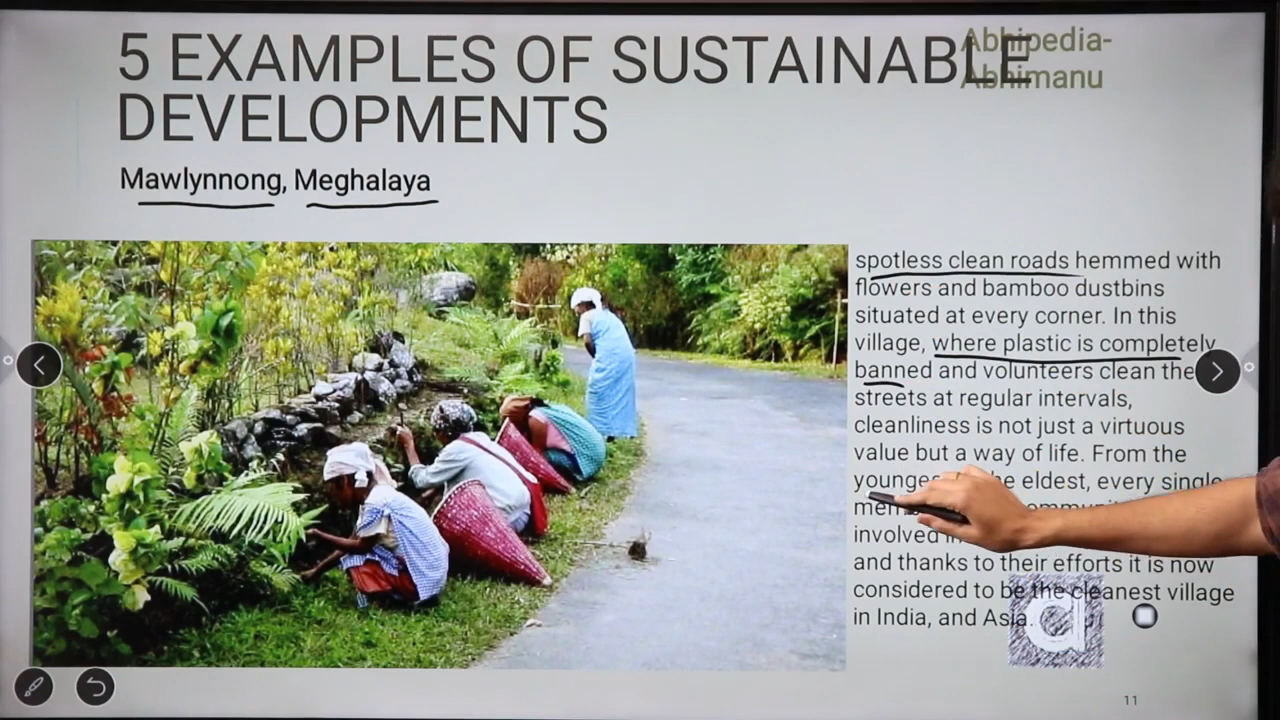 5 EXAMPLES OF SUSTAINABLE
DEVELOPMENTS
Abhipedia-
Abhimanu
Mawlynnong, Meghalaya
spotless clean roads hemmed with
flowers and bamboo dustbins
situated at every corner. In this
village, where plastic is completely
banned and volunteers clean the
streets at regular intervals,
cleanliness is not just a virtuous
value but a way of life. From the
eldest, every single
involved
and thanks to their efforts it is now
considered to be the cleanest village
in India, and Asia.
d
11